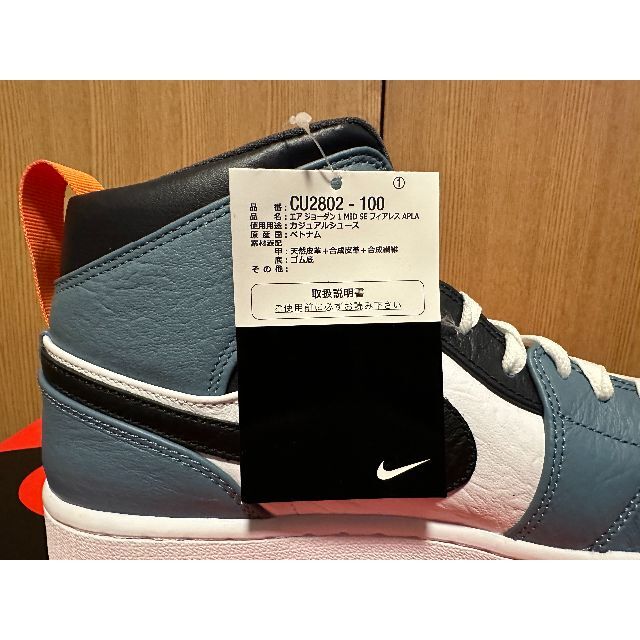 ①
品 番: CU2802 - 100
品 名: エア ジョーダン 1 MID SE フィアレス APLA
使用用途: カジュアルシューズ
原 産 国: ベトナム
素材表記
甲: 天然皮革＋合成皮革＋合成繊維
底: ゴム底
その他:
取扱説明書
ご使用前に必ずお読み下さい